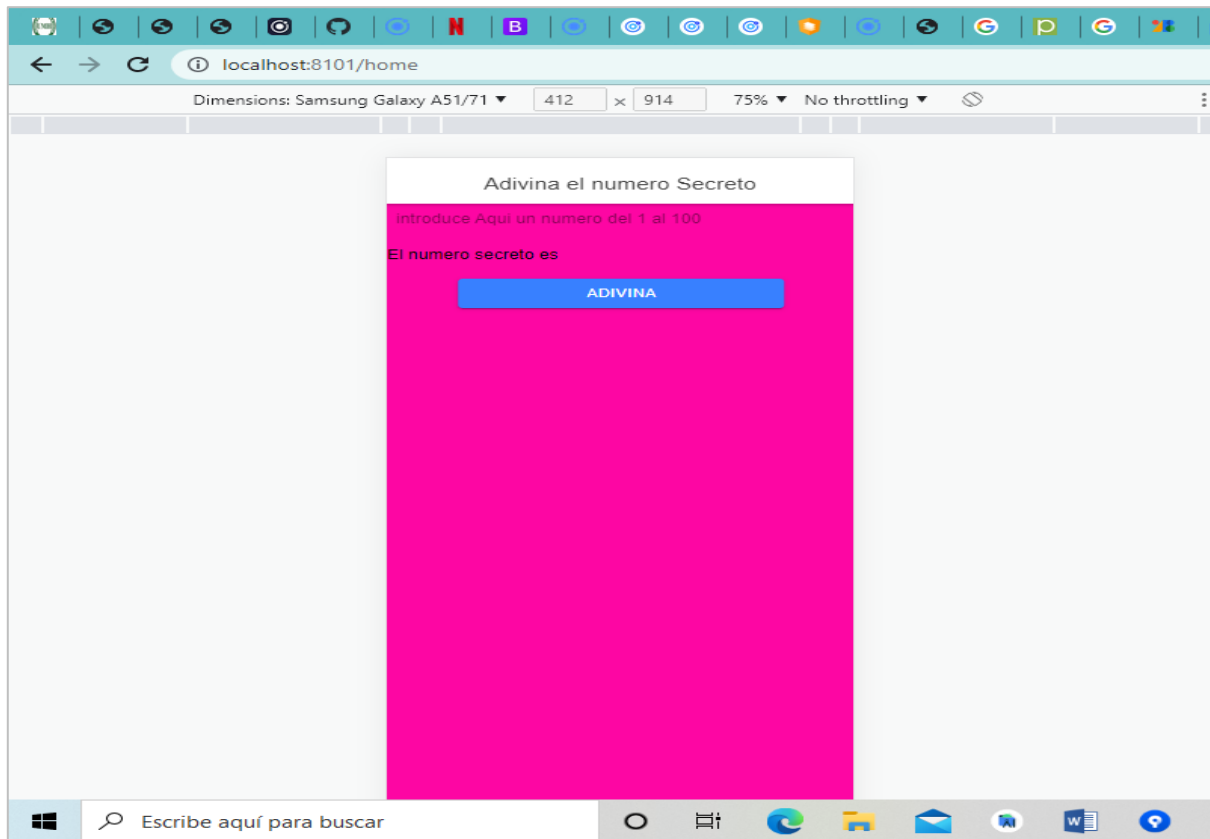 localhost:8101/home
Dimensions: Samsung Galaxy A51/71 412 x 914 75% No throttling
Adivina el numero Secreto
introduce Aqui un numero del 1 al 100
El numero secreto es
ADIVINA
Escribe aquí para buscar